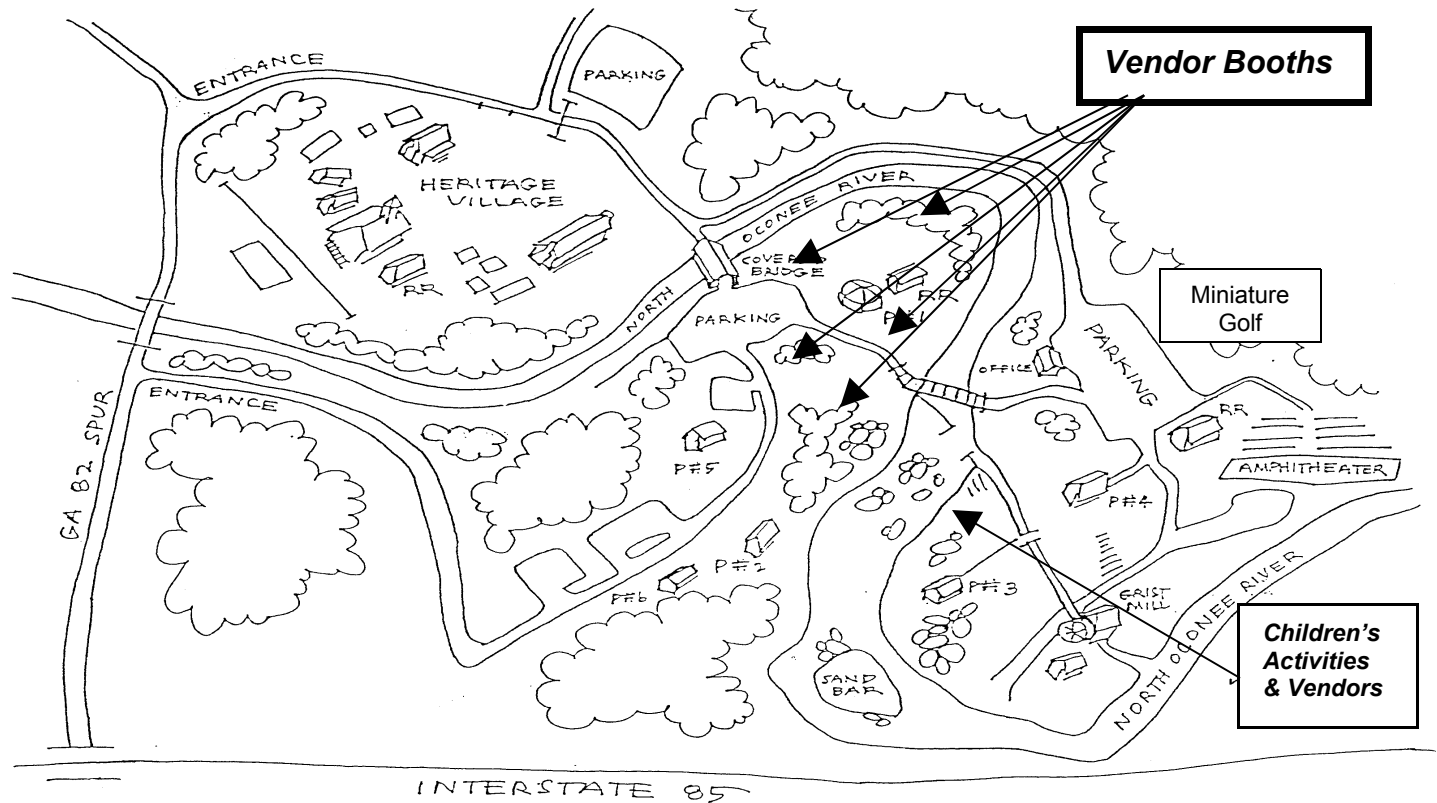 Vendor Booths
ENTRANCE
PARKING
HERITAGE
VILLAGE
RR
OCONEE RIVER
NORTH
COVERED
BRIDGE
RR
P#1
PARKING
Miniature
Golf
PARKING
OFFICE
ENTRANCE
GA 82 SPUR
P#5
RR
AMPHITHEATER
P#4
P#2
P#6
P#3
GRIST
MILL
SAND
BAR
NORTH OCONEE RIVER
Children's
Activities
& Vendors
INTERSTATE 85